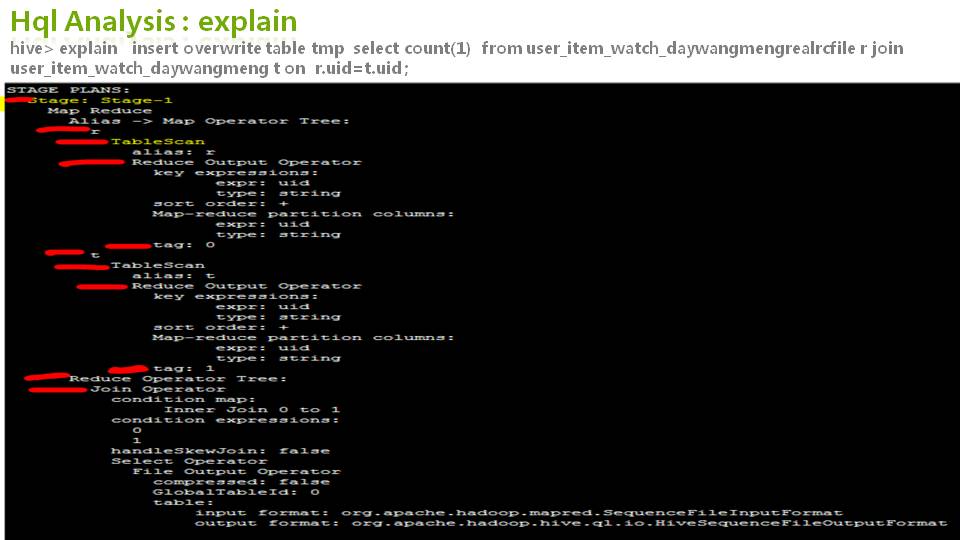 Hql Analysis : explain
hive> explain insert overwrite table tmp select count(1) from user_item_watch_daywangmengrealrcfile r join
user_item_watch_daywangmeng t on r.uid=t.uid;
STAGE PLANS:
Stage: Stage-1
Map Reduce
Alias -> Map Operator Tree:
r
TableScan
alias: r
Reduce Output Operator
key expressions:
expr: uid
type: string
sort order: +
Map-reduce partition columns:
expr: uid
type: string
tag: 0
t
TableScan
alias: t
Reduce Output Operator
key expressions:
expr: uid
type: string
sort order: +
Map-reduce partition columns:
expr: uid
type: string
tag: 1
Reduce Operator Tree:
Join Operator
condition map:
Inner Join 0 to 1
condition expressions:
0
1
handleSkewJoin: false
Select Operator
File Output Operator
compressed: false
GlobalTableId: 0
table:
input format: org.apache.hadoop.mapred.SequenceFileInputFormat
output format: org.apache.hadoop.hive.ql.io.HiveSequenceFileOutputFormat